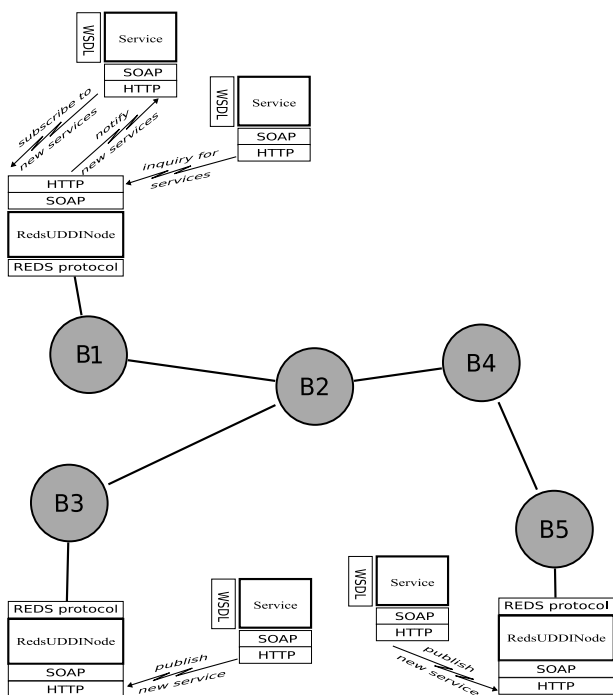 WSDL
Service
SOAP
HTTP
subscribe to
new services
notify
new services
WSDL
Service
SOAP
HTTP
inquiry for
services
HTTP
SOAP
RedsUDDINode
REDS protocol
B1
B2
B4
B3
B5
REDS protocol
RedsUDDINode
SOAP
HTTP
WSDL
Service
SOAP
HTTP
publish
new service
WSDL
Service
SOAP
HTTP
publish
new service
REDS protocol
RedsUDDINode
SOAP
HTTP